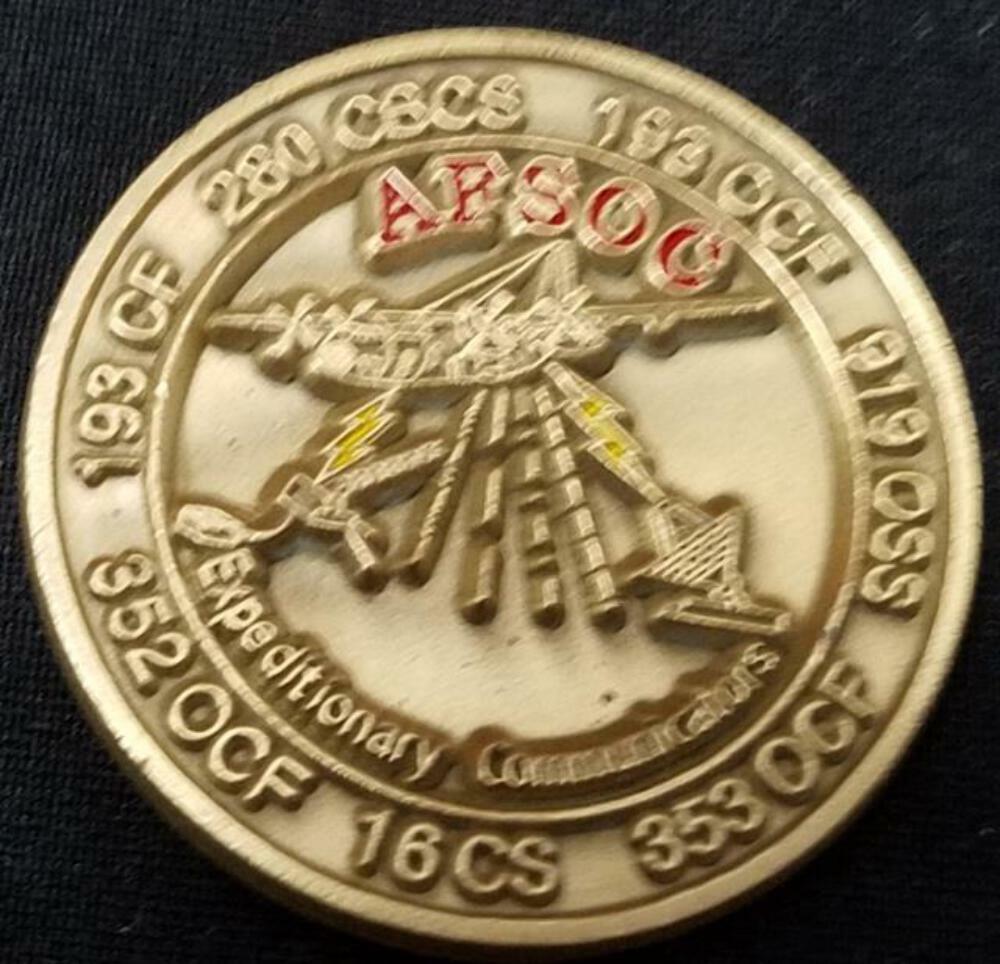 AFSOC
280 CSCS
193 OCF
919 OSS
353 OCF
16 CS
352 OCF
193 CF
Expeditionary Communicators